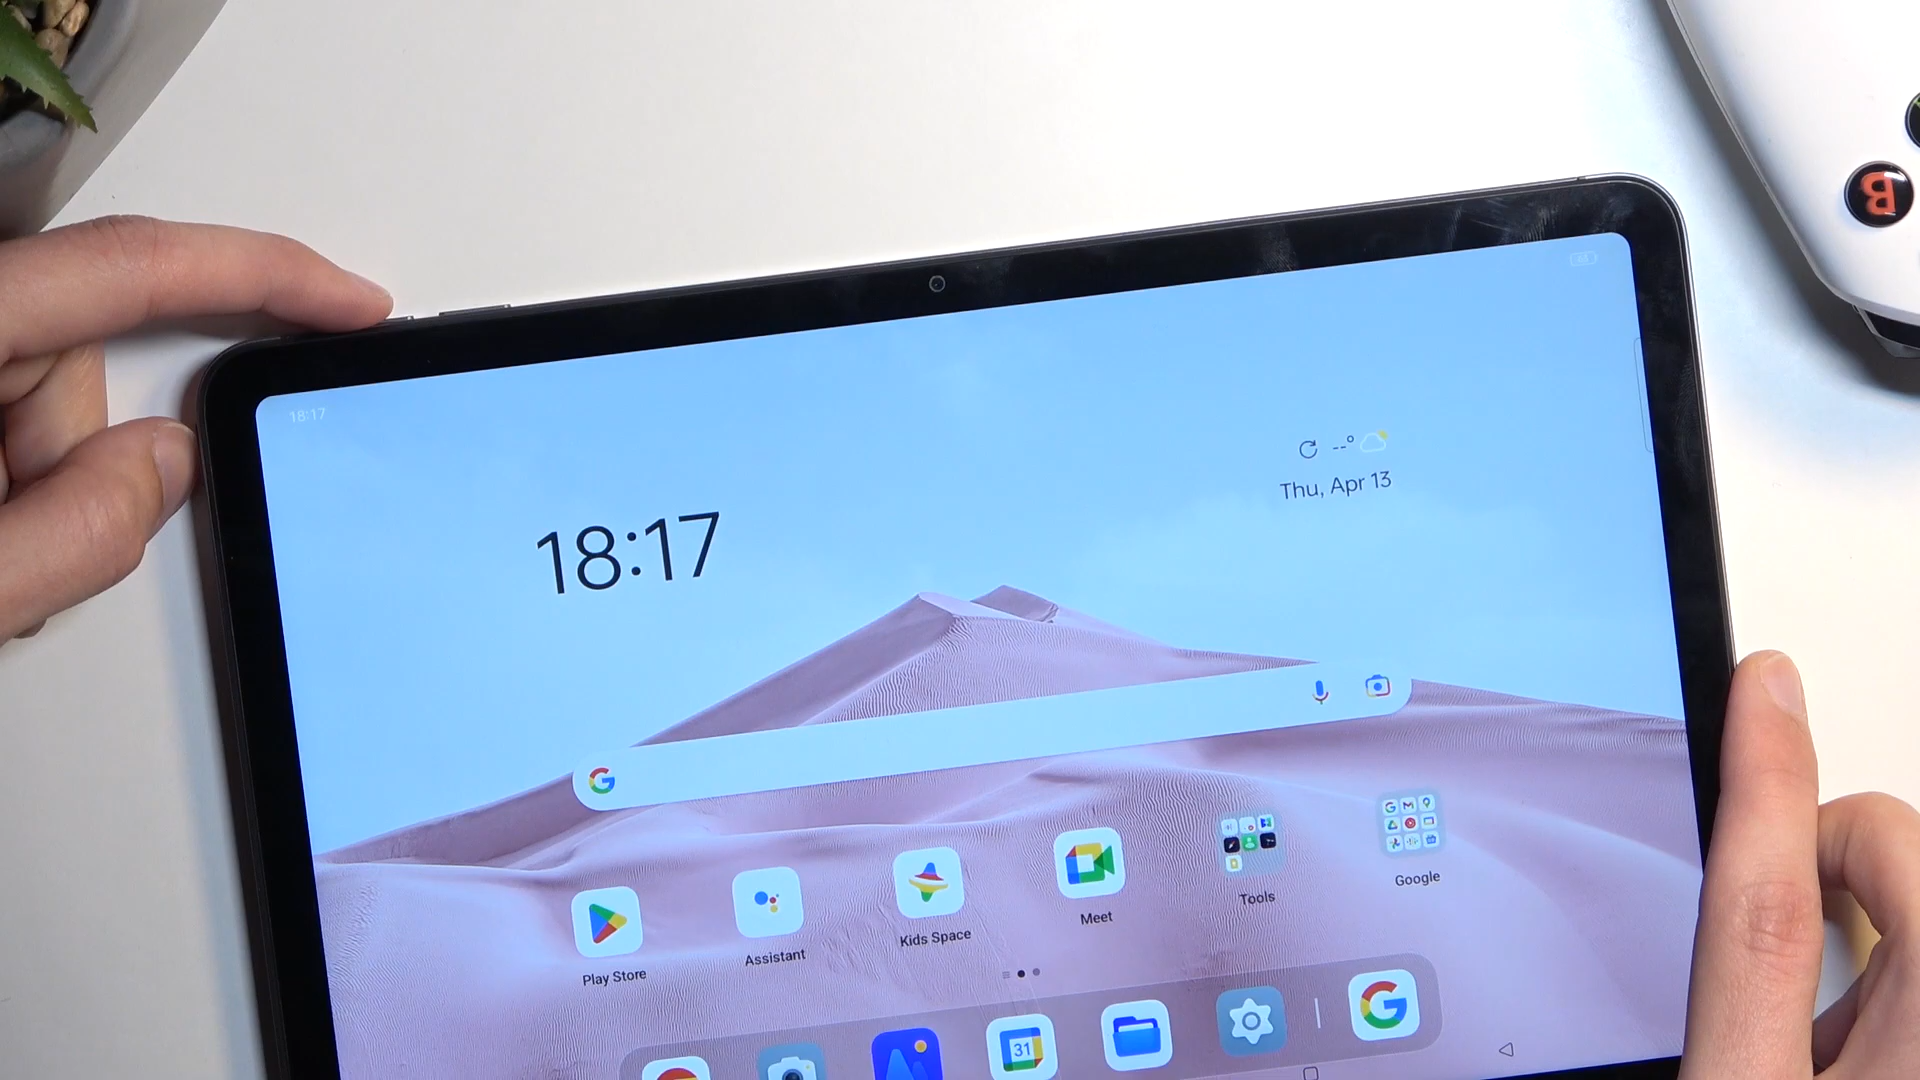 18:17
Thu, Apr 13
18:17
Play Store
Assistant
Kids Space
Meet
Tools
Google
31
B